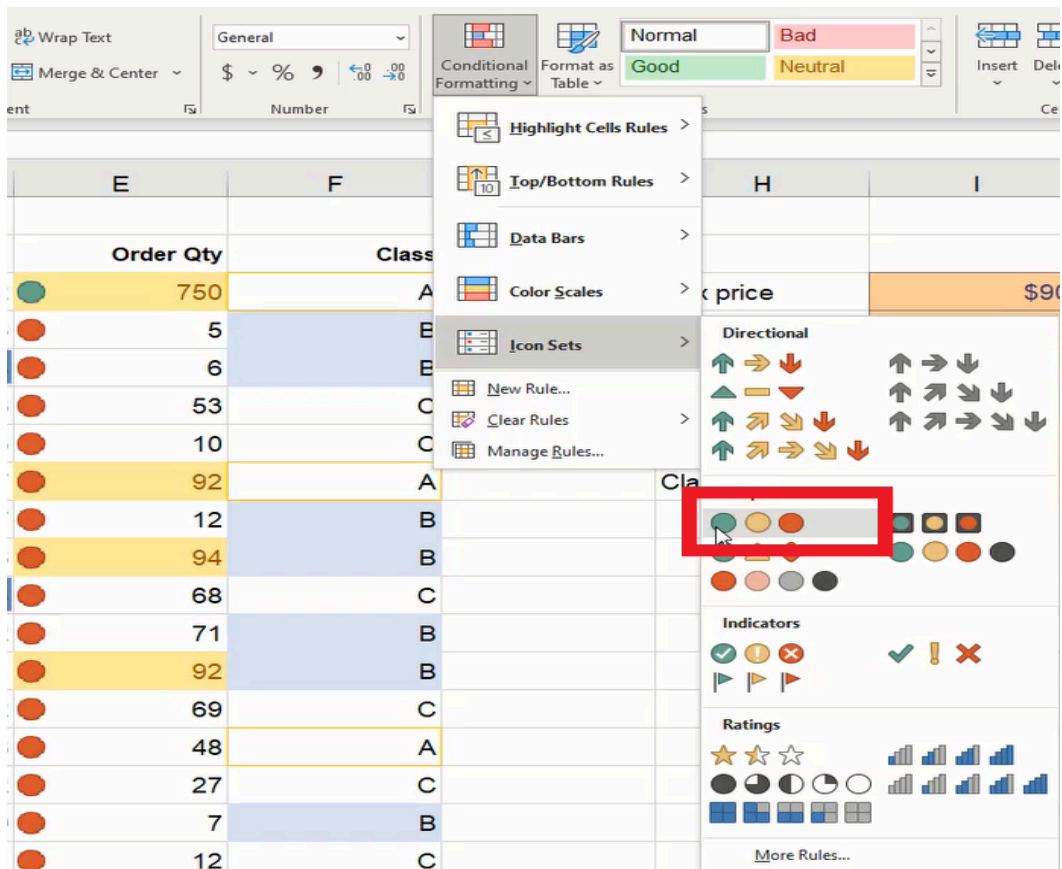 Wrap Text
General
Conditional Formatting
Format as Table
Normal
Bad
Good
Neutral
Insert
Merge & Center
$ % 9
Number
Highlight Cells Rules
Top/Bottom Rules
Data Bars
Color Scales
Icon Sets
New Rule...
Clear Rules
Manage Rules...
E F H I
Order Qty Class
750 A price $90
5 B
6 B
53 C
10 C
92 A Cla
12 B
94 B
68 C
71 B
92 B
69 C
48 A
27 C
7 B
12 C
Directional
Indicators
Ratings
More Rules...